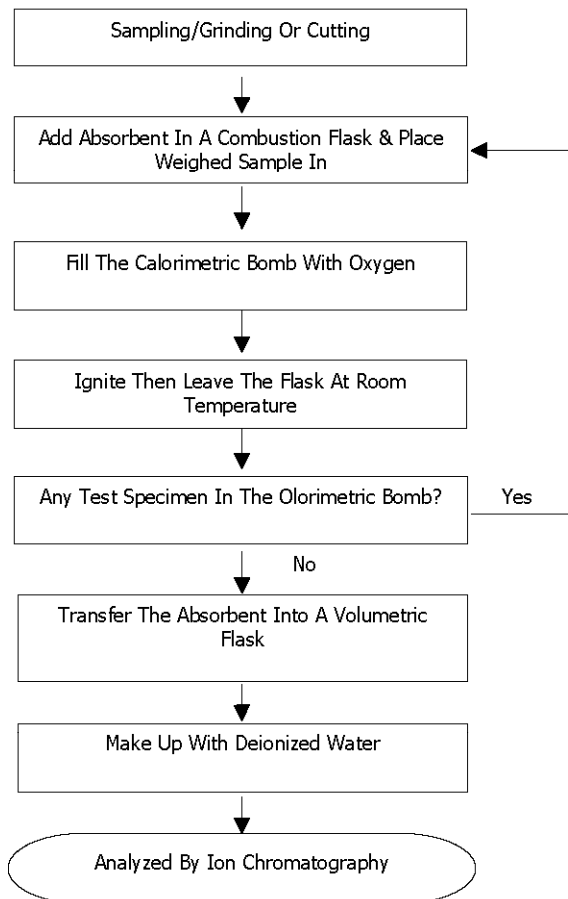 Sampling/Grinding Or Cutting
Add Absorbent In A Combustion Flask & Place
Weighed Sample In
Fill The Calorimetric Bomb With Oxygen
Ignite Then Leave The Flask At Room
Temperature
Any Test Specimen In The Olorimetric Bomb?
Yes
No
Transfer The Absorbent Into A Volumetric
Flask
Make Up With Deionized Water
Analyzed By Ion Chromatography